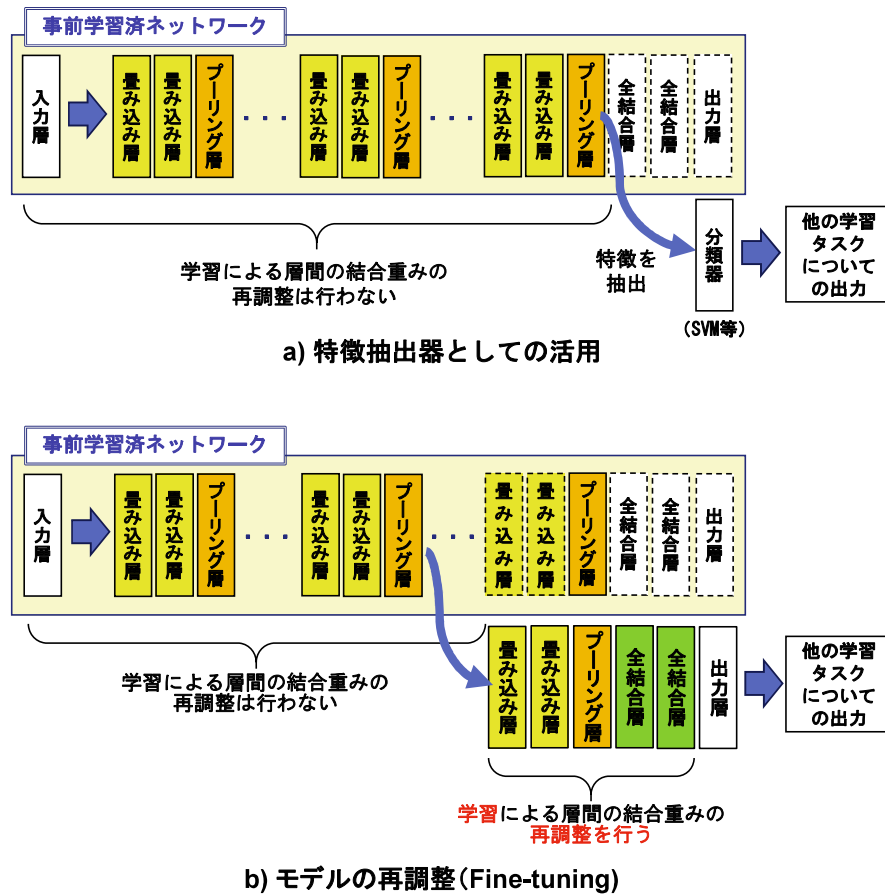 事前学習済ネットワーク
入力層
畳み込み層
畳み込み層
プーリング層
・・・
畳み込み層
畳み込み層
プーリング層
・・・
畳み込み層
畳み込み層
プーリング層
全結合層
全結合層
出力層
学習による層間の結合重みの
再調整は行わない
特徴を
抽出
分類器
(SVM等)
他の学習
タスク
について
の出力
a) 特徴抽出器としての活用
事前学習済ネットワーク
入力層
畳み込み層
畳み込み層
プーリング層
・・・
畳み込み層
畳み込み層
プーリング層
・・・
畳み込み層
畳み込み層
プーリング層
全結合層
全結合層
出力層
学習による層間の結合重みの
再調整は行わない
畳み込み層
畳み込み層
プーリング層
全結合層
全結合層
出力層
他の学習
タスク
について
の出力
学習による層間の結合重みの
再調整を行う
b) モデルの再調整(Fine-tuning)